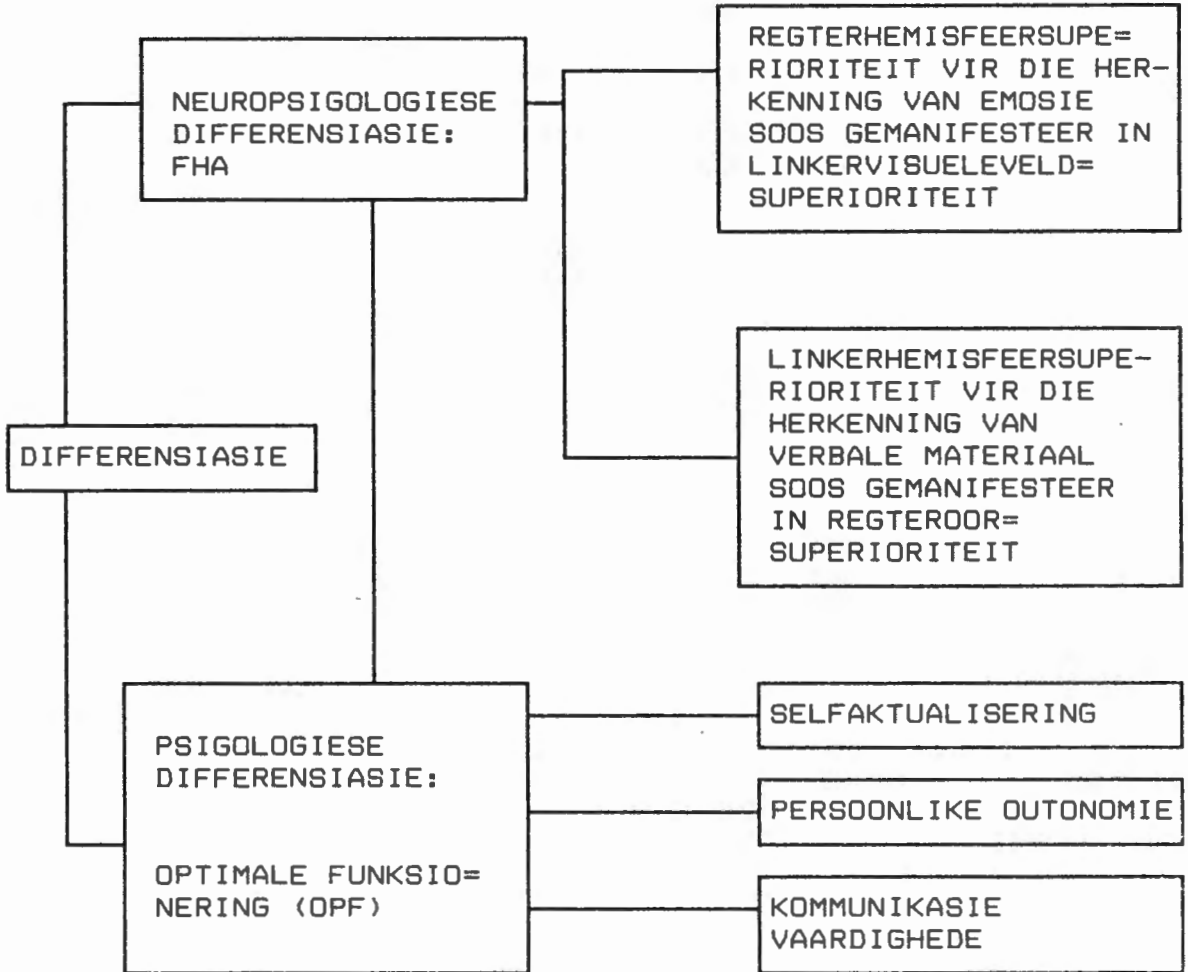 NEUROPSIGOLOGIESE
DIFFERENSIASIE:
FHA
REGTERHEMISFEERSUPE=
RIORITEIT VIR DIE HER-
KENNING VAN EMOSIE
SOOS GEMANIFESTEER IN
LINKERVISUELEVELD=
SUPERIORITEIT
LINKERHEMISFEERSUPE-
RIORITEIT VIR DIE
HERKENNING VAN
VERBALE MATERIAAL
SOOS GEMANIFESTEER
IN REGTEROOR=
SUPERIORITEIT
DIFFERENSIASIE
PSIGOLOGIESE
DIFFERENSIASIE:
OPTIMALE FUNKSIO=
NERING (OPF)
SELFAKTUALISERING
PERSOONLIKE OUTONOMIE
KOMMUNIKASIE
VAARDIGHEDE